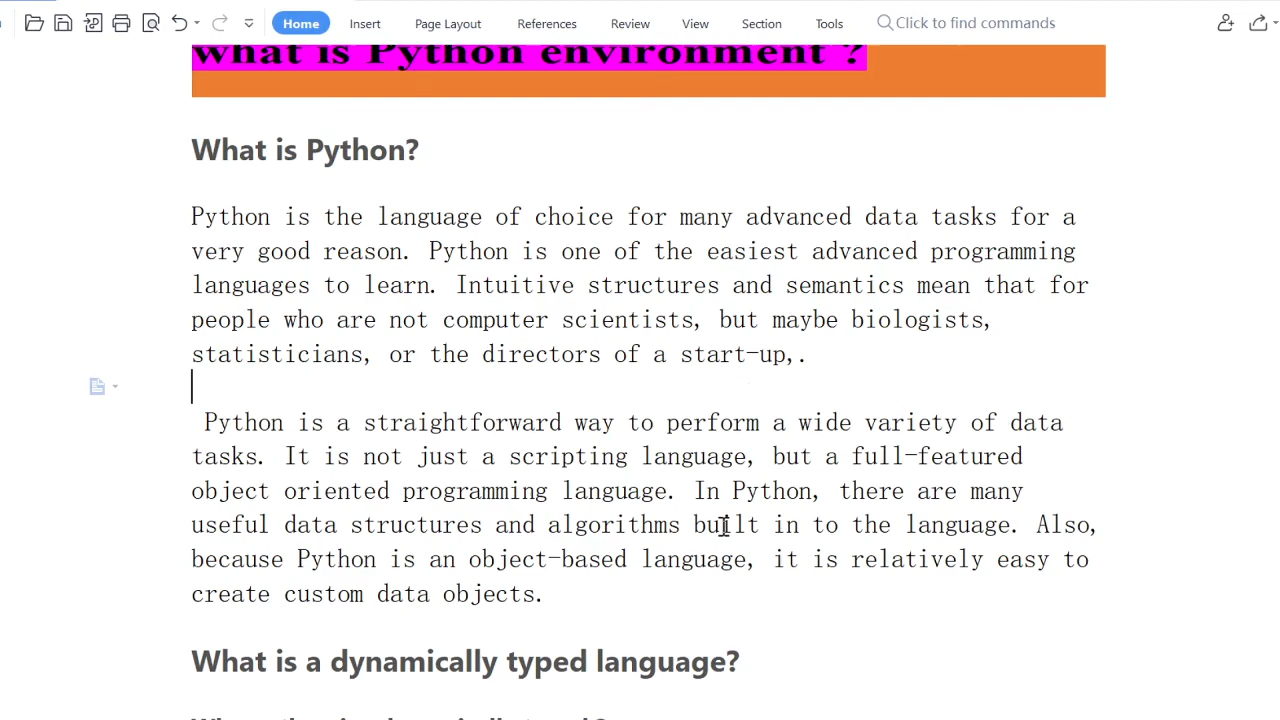 Home Insert Page Layout References Review View Section Tools Click to find commands
what is Python environment ?
What is Python?
Python is the language of choice for many advanced data tasks for a
very good reason. Python is one of the easiest advanced programming
languages to learn. Intuitive structures and semantics mean that for
people who are not computer scientists, but maybe biologists,
statisticians, or the directors of a start-up,.
Python is a straightforward way to perform a wide variety of data
tasks. It is not just a scripting language, but a full-featured
object oriented programming language. In Python, there are many
useful data structures and algorithms built in to the language. Also,
because Python is an object-based language, it is relatively easy to
create custom data objects.
What is a dynamically typed language?